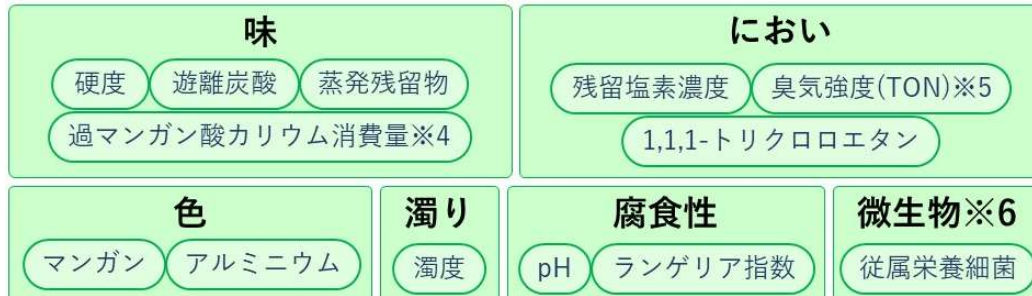 味
硬度 遊離炭酸 蒸発残留物
過マンガン酸カリウム消費量※4
におい
残留塩素濃度 臭気強度(TON)※5
1,1,1-トリクロロエタン
色
マンガン アルミニウム
濁り
濁度
腐食性
pH ランゲリア指数
微生物※6
従属栄養細菌